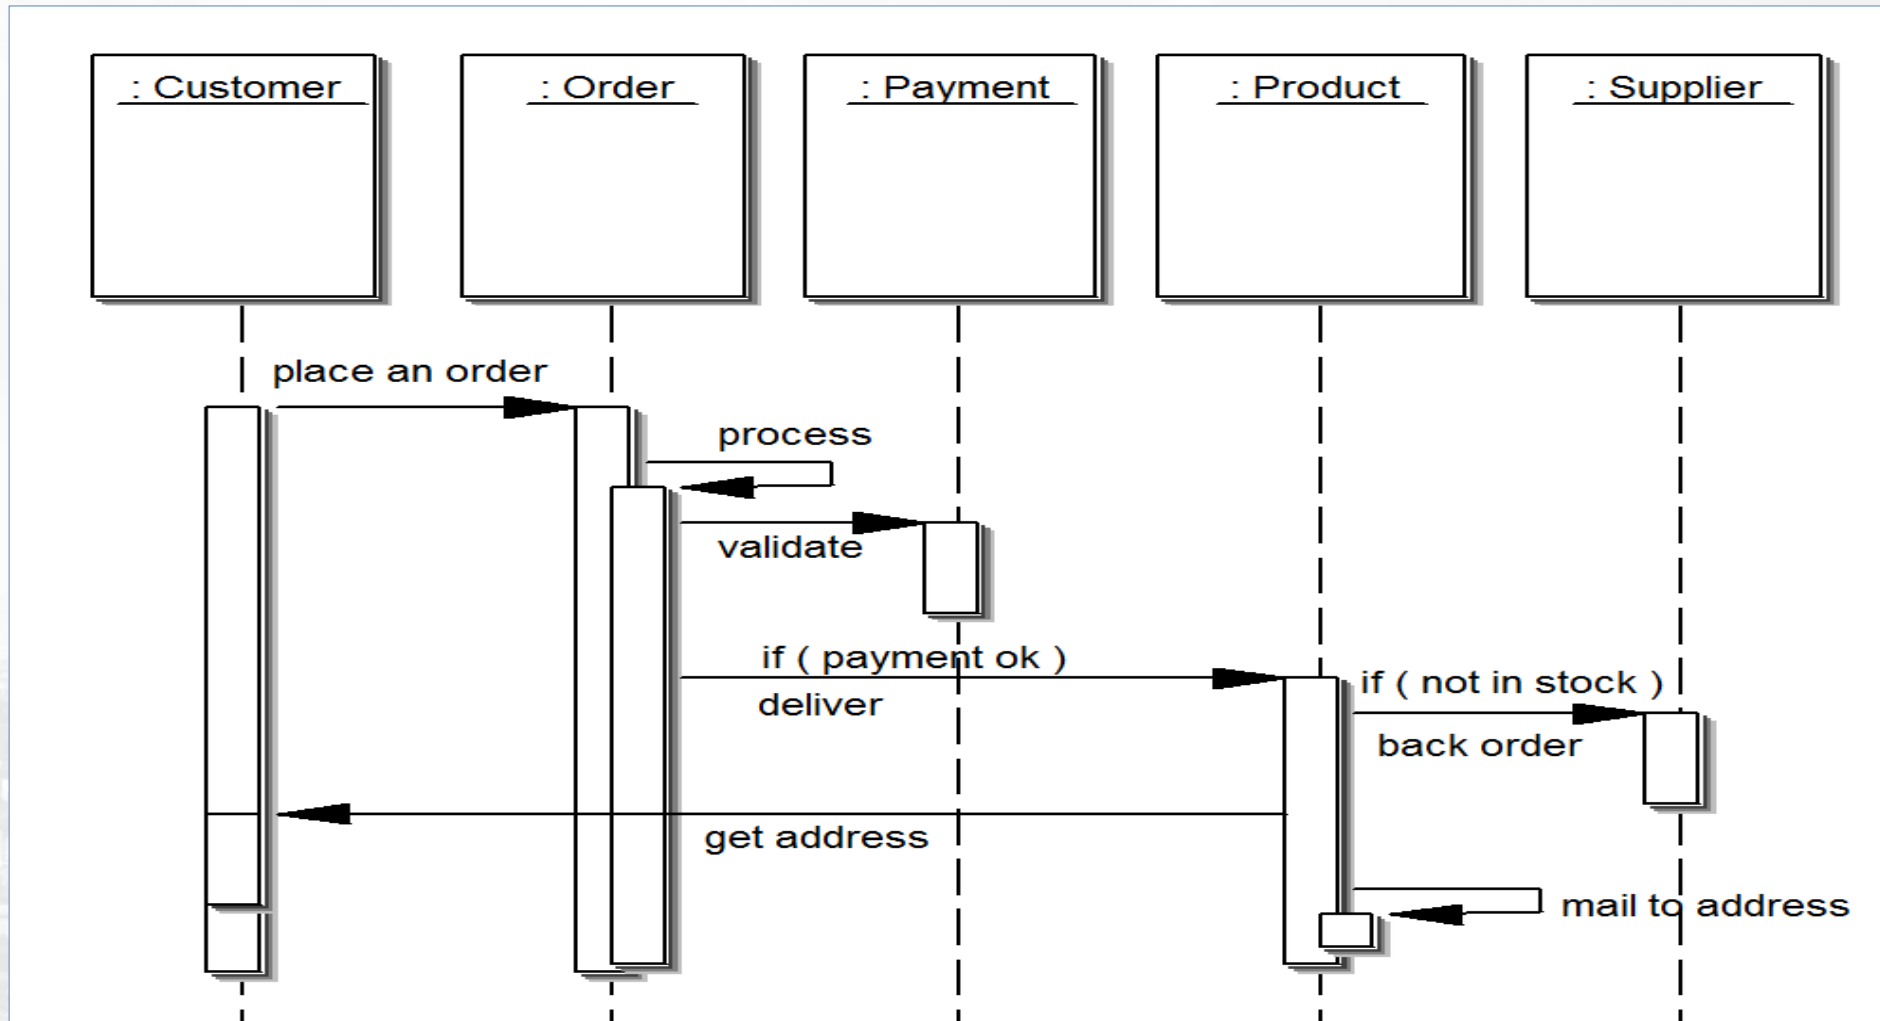 : Customer
: Order
: Payment
: Product
: Supplier
place an order
process
validate
if ( payment ok )
deliver
if ( not in stock )
back order
get address
mail to address